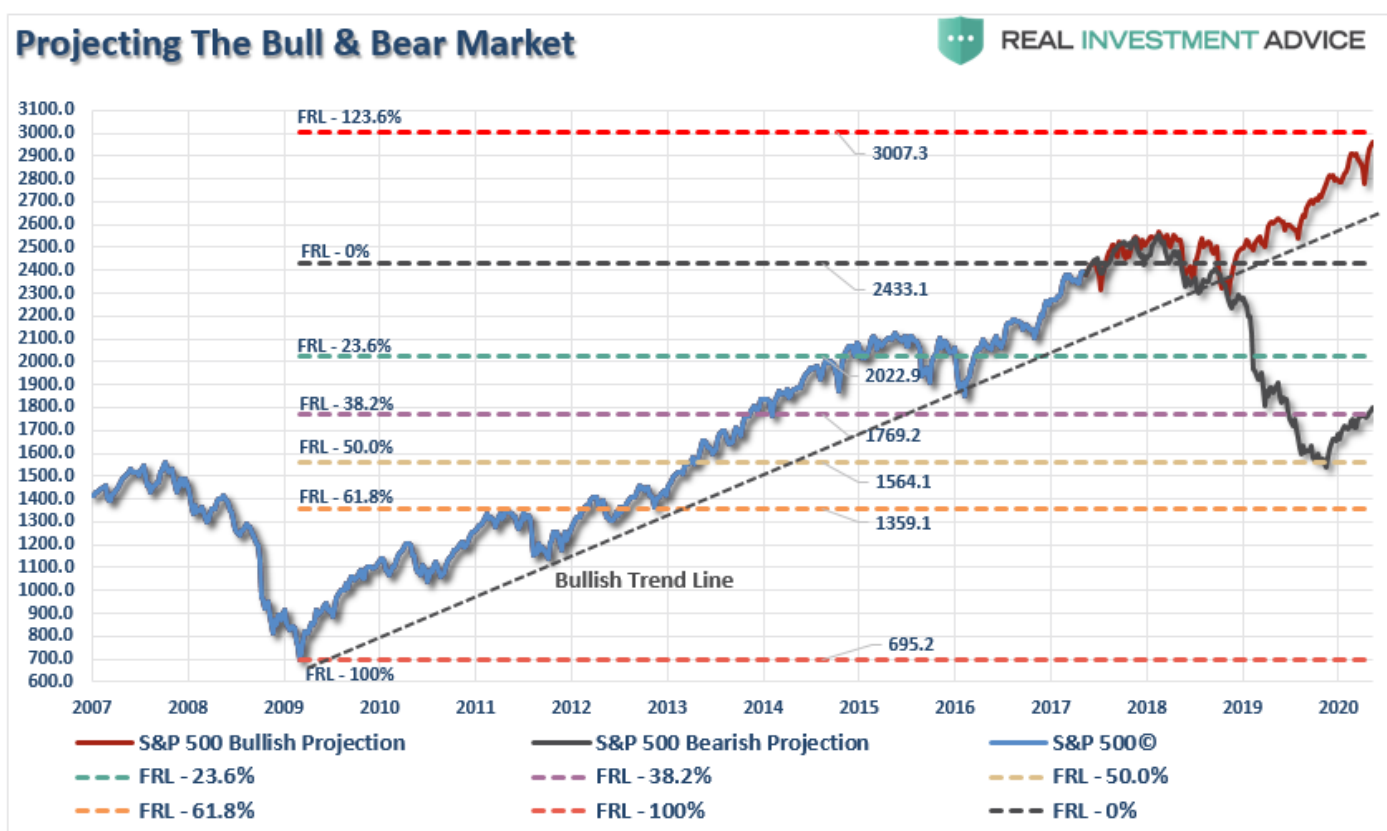 Projecting The Bull & Bear Market
REAL INVESTMENT ADVICE
3100.0
3000.0
2900.0
2800.0
2700.0
2600.0
2500.0
2400.0
2300.0
2200.0
2100.0
2000.0
1900.0
1800.0
1700.0
1600.0
1500.0
1400.0
1300.0
1200.0
1100.0
1000.0
900.0
800.0
700.0
600.0
FRL - 123.6%
3007.3
FRL - 0%
2433.1
FRL - 23.6%
2022.9
FRL - 38.2%
1769.2
FRL - 50.0%
1564.1
FRL - 61.8%
1359.1
Bullish Trend Line
695.2
FRL - 100%
2007 2008 2009 2010 2011 2012 2013 2014 2015 2016 2017 2018 2019 2020
S&P 500 Bullish Projection S&P 500 Bearish Projection S&P 500©
FRL - 23.6% FRL - 38.2% FRL - 50.0%
FRL - 61.8% FRL - 100% FRL - 0%